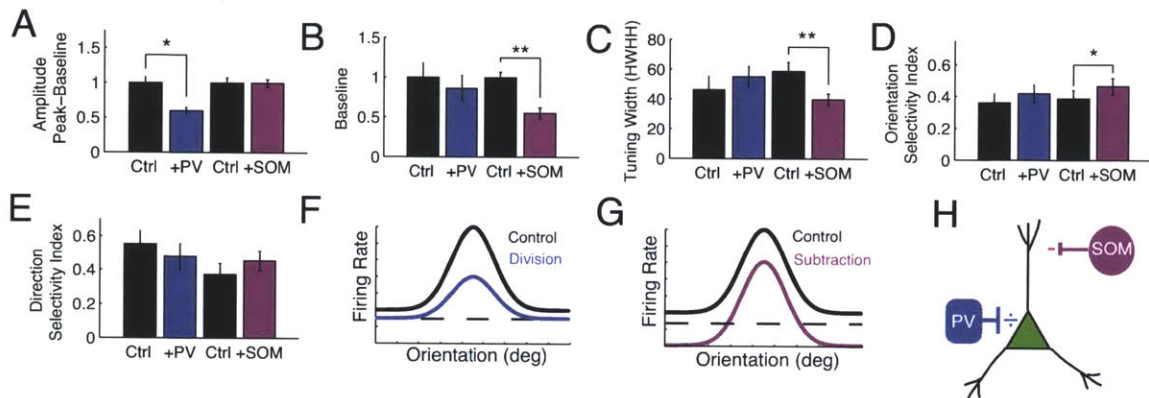 A
Amplitude
Peak–Baseline
1.5
1
0.5
0
*
Ctrl +PV Ctrl +SOM
B
Baseline
1.5
1
0.5
0
**
Ctrl +PV Ctrl +SOM
C
Tuning Width (HWHH)
80
60
40
20
0
**
Ctrl +PV Ctrl +SOM
D
Orientation
Selectivity Index
0.6
0.4
0.2
0
*
Ctrl +PV Ctrl +SOM
E
Direction
Selectivity Index
0.6
0.4
0.2
0
Ctrl +PV Ctrl +SOM
F
Firing Rate
Control
Division
Orientation (deg)
G
Firing Rate
Control
Subtraction
Orientation (deg)
H
- SOM
PV ÷